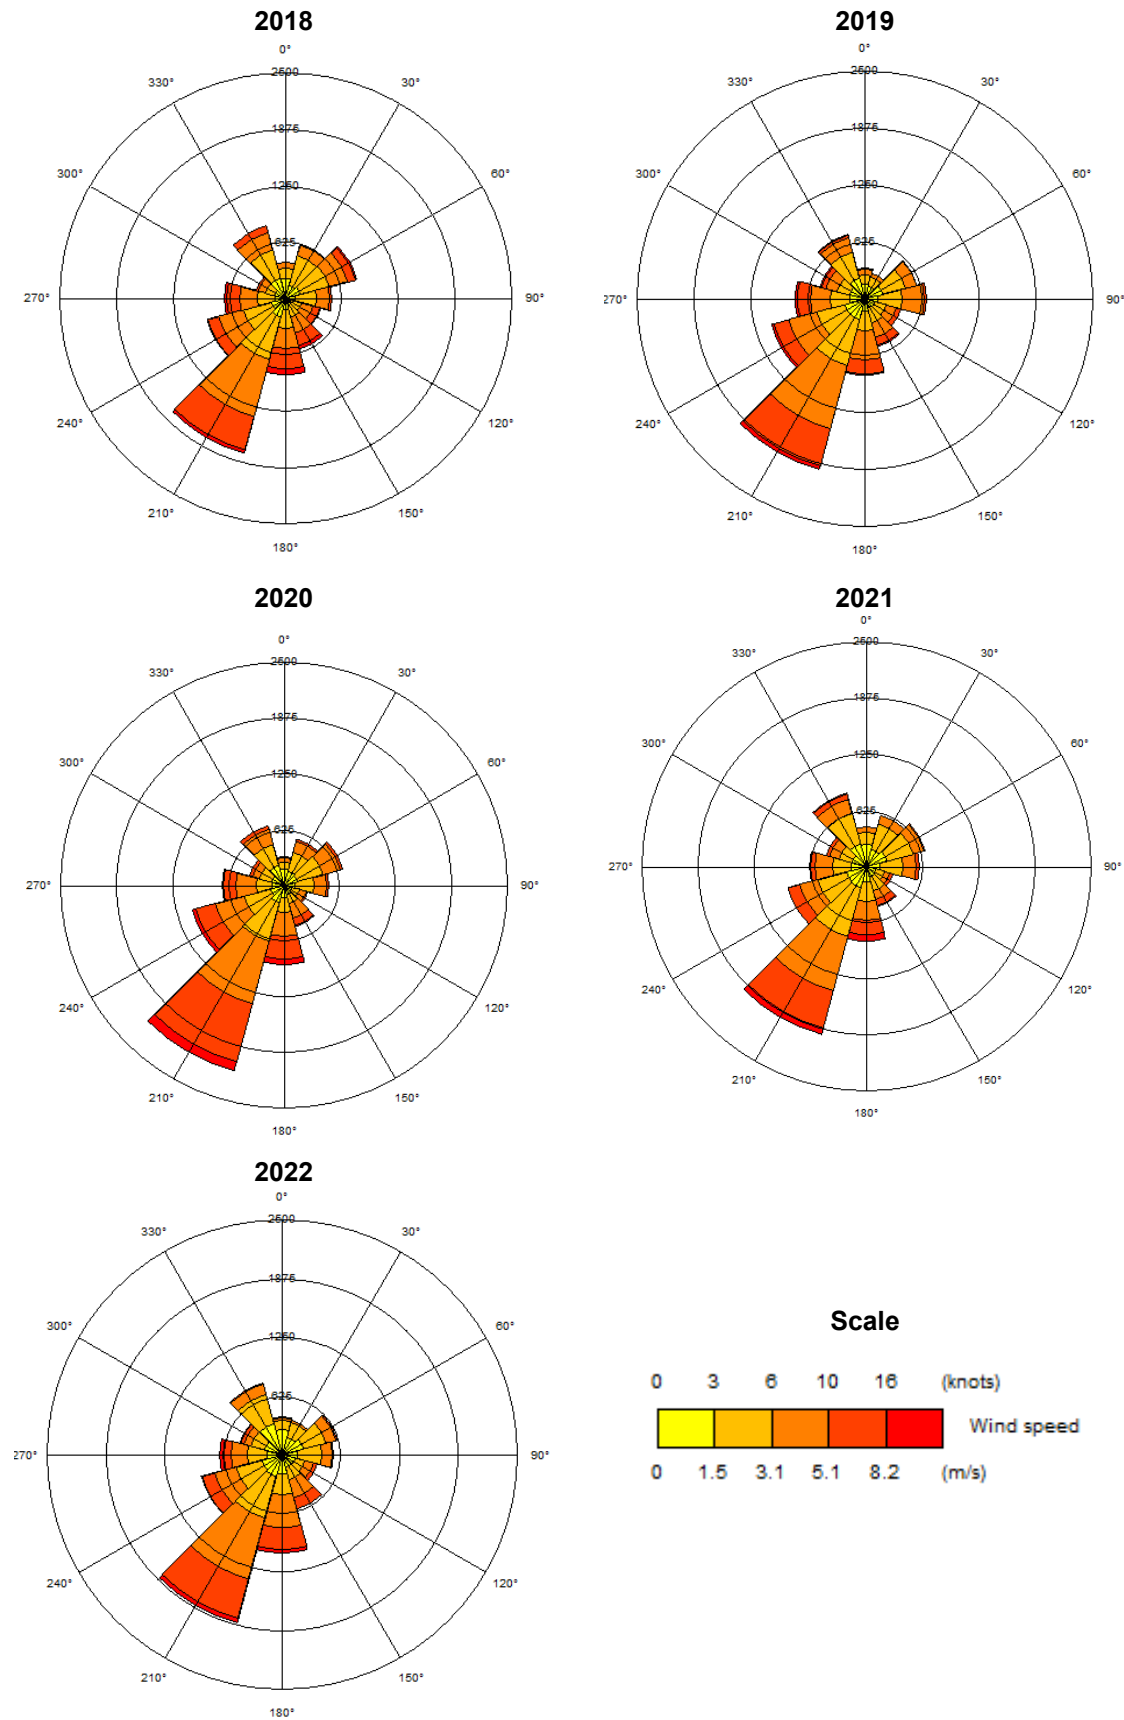 2018 2019
0° 0°
2500 2500
330° 30° 330° 30°
1875 1875
300° 60° 300° 60°
1250 1250
625 625
270° 90° 270° 90°
240° 120° 240° 120°
210° 150° 210° 150°
180° 180°
2020 2021
0° 0°
2500 2500
330° 30° 330° 30°
1875 1875
300° 60° 300° 60°
1250 1250
625 625
270° 90° 270° 90°
240° 120° 240° 120°
210° 150° 210° 150°
180° 180°
2022
0°
2500
330° 30°
1875
300° 60°
1250
625
270° 90°
240° 120°
210° 150°
180°
Scale
0 3 6 10 16 (knots)
Wind speed
0 1.5 3.1 5.1 8.2 (m/s)